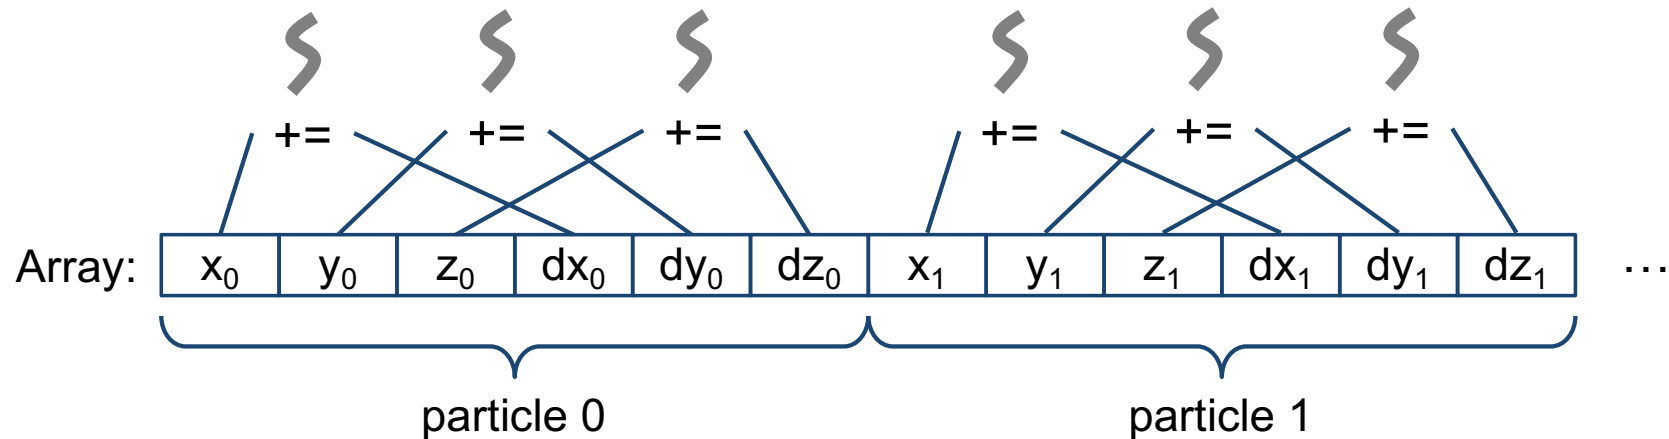 += += += += += +=
Array: x₀ y₀ z₀ dx₀ dy₀ dz₀ x₁ y₁ z₁ dx₁ dy₁ dz₁ ...
particle 0 particle 1